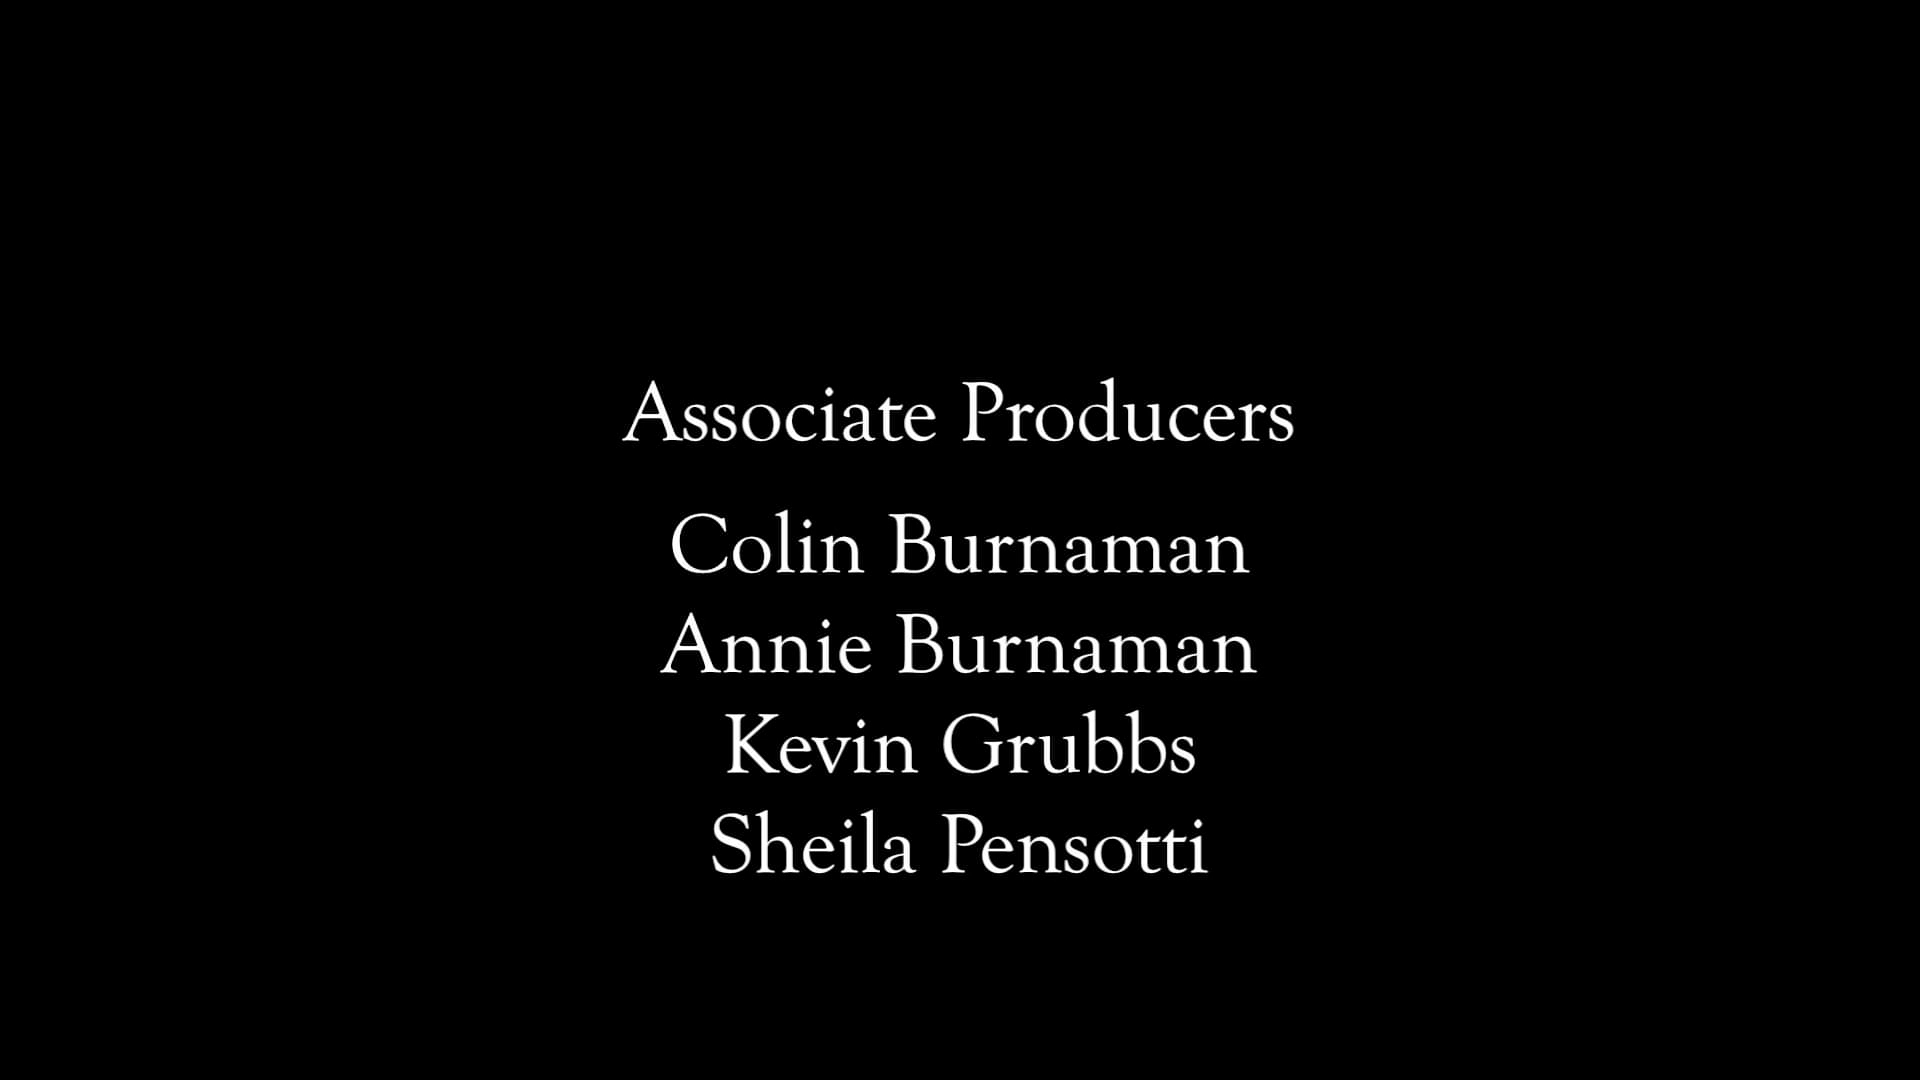 Associate Producers
Colin Burnaman
Annie Burnaman
Kevin Grubbs
Sheila Pensotti